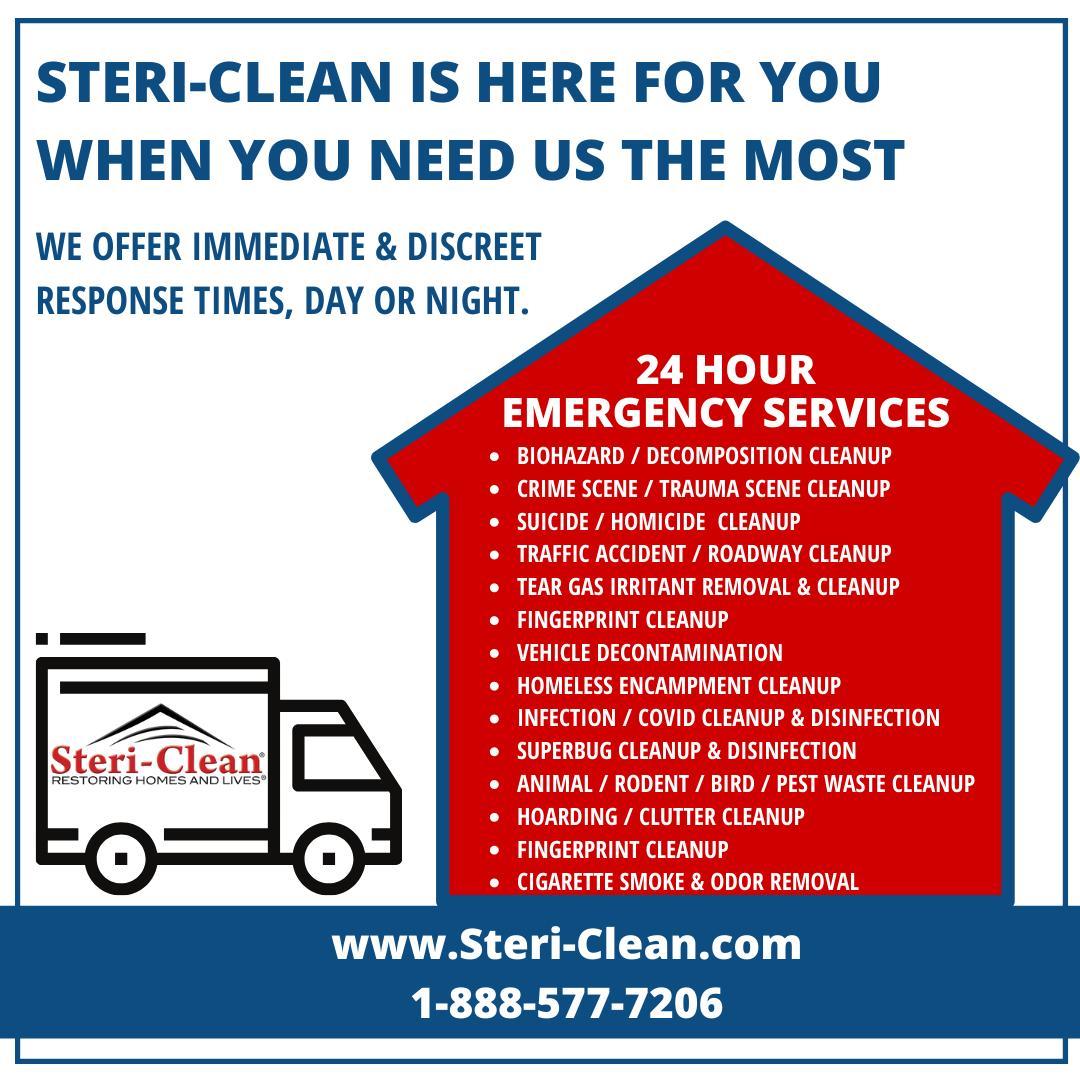 STERI-CLEAN IS HERE FOR YOU
WHEN YOU NEED US THE MOST
WE OFFER IMMEDIATE & DISCREET
RESPONSE TIMES, DAY OR NIGHT.
24 HOUR
EMERGENCY SERVICES
• BIOHAZARD / DECOMPOSITION CLEANUP
• CRIME SCENE / TRAUMA SCENE CLEANUP
• SUICIDE / HOMICIDE  CLEANUP
• TRAFFIC ACCIDENT / ROADWAY CLEANUP
• TEAR GAS IRRITANT REMOVAL & CLEANUP
• FINGERPRINT CLEANUP
• VEHICLE DECONTAMINATION
• HOMELESS ENCAMPMENT CLEANUP
• INFECTION / COVID CLEANUP & DISINFECTION
• SUPERBUG CLEANUP & DISINFECTION
• ANIMAL / RODENT / BIRD / PEST WASTE CLEANUP
• HOARDING / CLUTTER CLEANUP
• FINGERPRINT CLEANUP
• CIGARETTE SMOKE & ODOR REMOVAL
Steri-Clean®
RESTORING HOMES AND LIVES®
www.Steri-Clean.com
1-888-577-7206